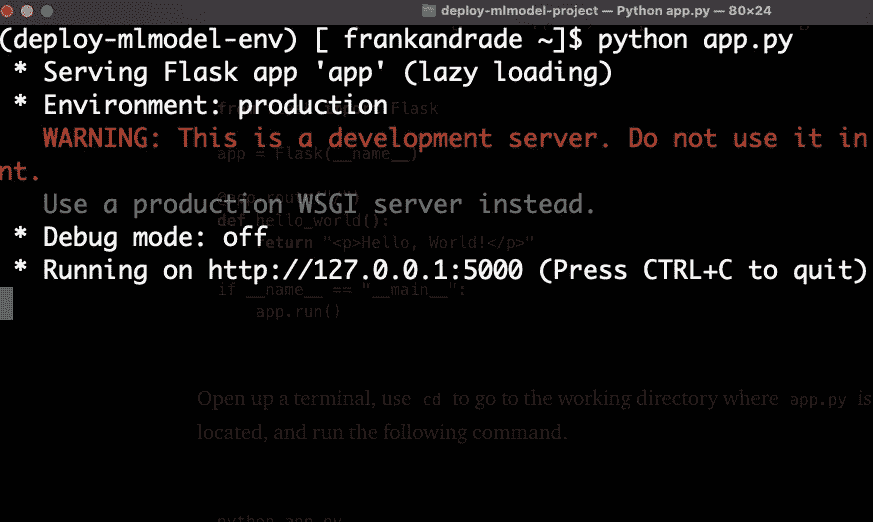 deploy-mlmodel-project — Python app.py — 80×24
(deploy-mlmodel-env) [ frankandrade ~]$ python app.py
* Serving Flask app 'app' (lazy loading)
* Environment: production
from flask import Flask
WARNING: This is a development server. Do not use it in
app = Flask(__name__)
nt.
Use a production WSGI server instead.
def hello_world():
* Debug mode: off
return "<p>Hello, World!</p>"
* Running on http://127.0.0.1:5000 (Press CTRL+C to quit)
if __name__ == "__main__":
app.run()
Open up a terminal, use cd to go to the working directory where app.py is
located, and run the following command.
python app.py